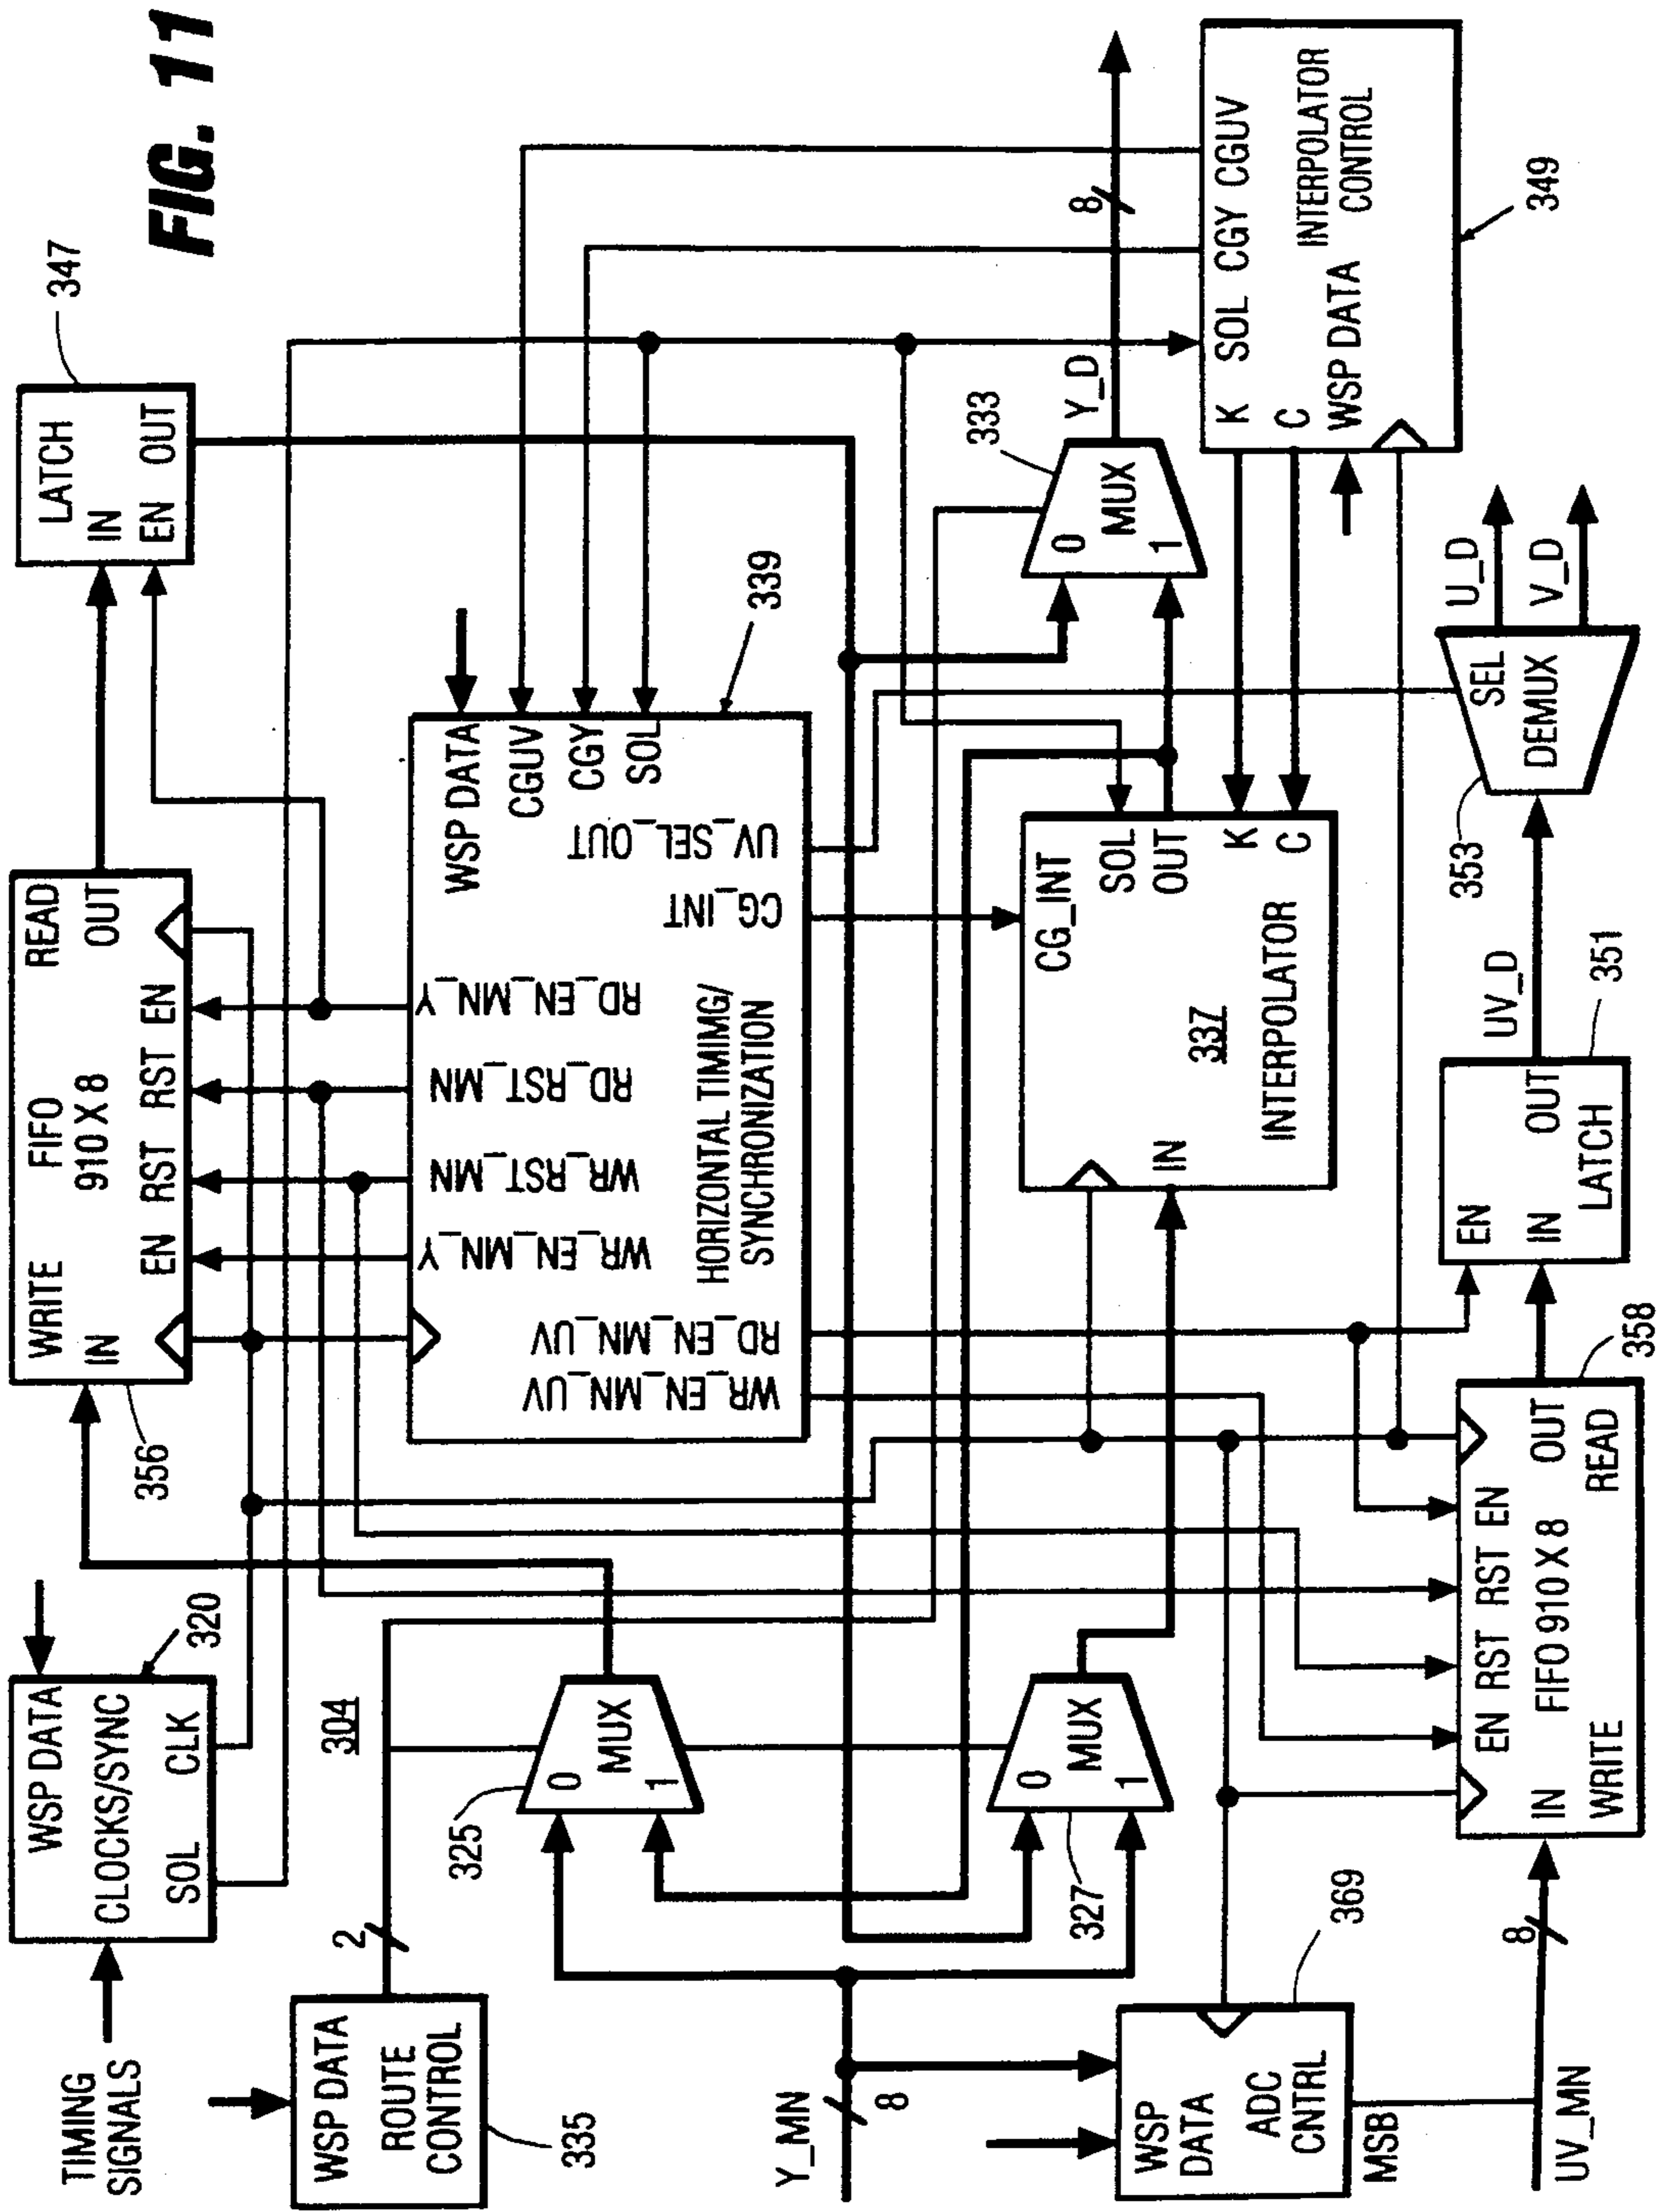 FIG. 11
TIMING
SIGNALS
WSP DATA
CLOCKS/SYNC
SOL CLK
320
WRITE FIFO READ
910 X 8
IN OUT
EN RST RST EN
356
LATCH
IN
EN OUT
347
WSP DATA
ROUTE
CONTROL
335
2
304
0
MUX
1
325
0
MUX
1
327
WR_EN_MN_Y
WR_RST_MN
RD_RST_MN
RD_EN_MN_Y
WSP DATA
CGUV
CGY
SOL
339
HORIZONTAL TIMIMG/
SYNCHRONIZATION
WR_EN_MN_UV
RD_EN_MN_UV
CG_INT
UV_SEL_OUT
CG_INT
SOL
OUT
K
C
IN
337
INTERPOLATOR
333
0
MUX
1
Y_D
8
K SOL CGY CGUV
C
WSP DATA
INTERPOLATOR
CONTROL
349
Y_MN
8
WSP
DATA
ADC
CNTRL
MSB
369
UV_MN
8
EN RST RST EN
IN FIFO 910 X 8 OUT
WRITE READ
358
EN
IN OUT
LATCH
351
UV_D
353
SEL
DEMUX
U_D
V_D